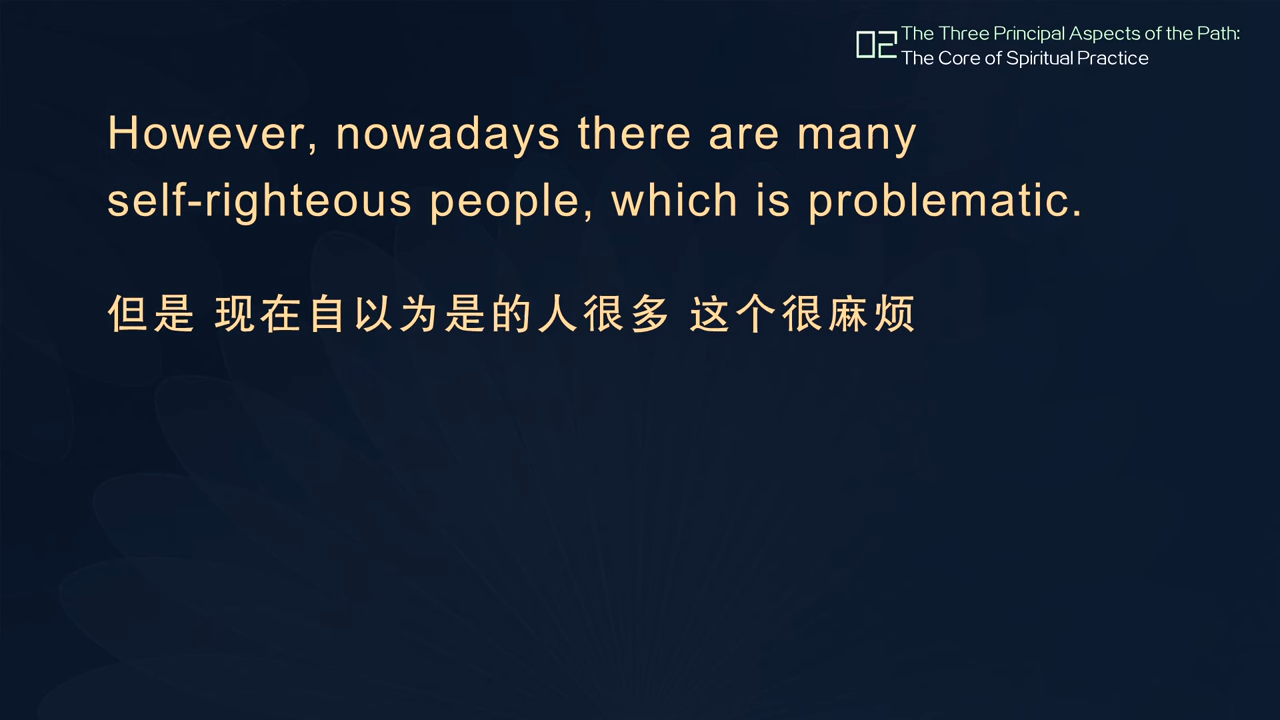 02
The Three Principal Aspects of the Path:
The Core of Spiritual Practice
However, nowadays there are many
self-righteous people, which is problematic.
但是 现在自以为是的人很多 这个很麻烦